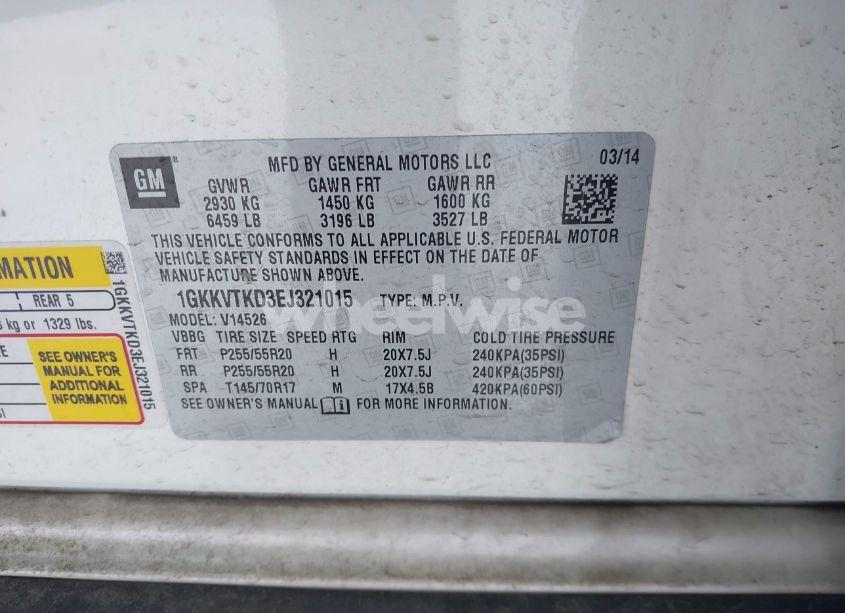 GM
®
MFD BY GENERAL MOTORS LLC 03/14
GVWR GAWR FRT GAWR RR
2930 KG 1450 KG 1600 KG
6459 LB 3196 LB 3527 LB
THIS VEHICLE CONFORMS TO ALL APPLICABLE U.S. FEDERAL MOTOR
VEHICLE SAFETY STANDARDS IN EFFECT ON THE DATE OF
MANUFACTURE SHOWN ABOVE.
1GKKVTKD3EJ321015 TYPE: M.P.V.
MODEL: V14526
VBBG TIRE SIZE SPEED RTG RIM COLD TIRE PRESSURE
FRT P255/55R20 H 20X7.5J 240KPA(35PSI)
RR P255/55R20 H 20X7.5J 240KPA(35PSI)
SPA T145/70R17 M 17X4.5B 420KPA(60PSI)
SEE OWNER'S MANUAL FOR MORE INFORMATION.
wheelwise
REAR 5
kg or 1329 lbs.
SEE OWNER'S
MANUAL FOR
ADDITIONAL
INFORMATION
1GKKVTKD3EJ321015